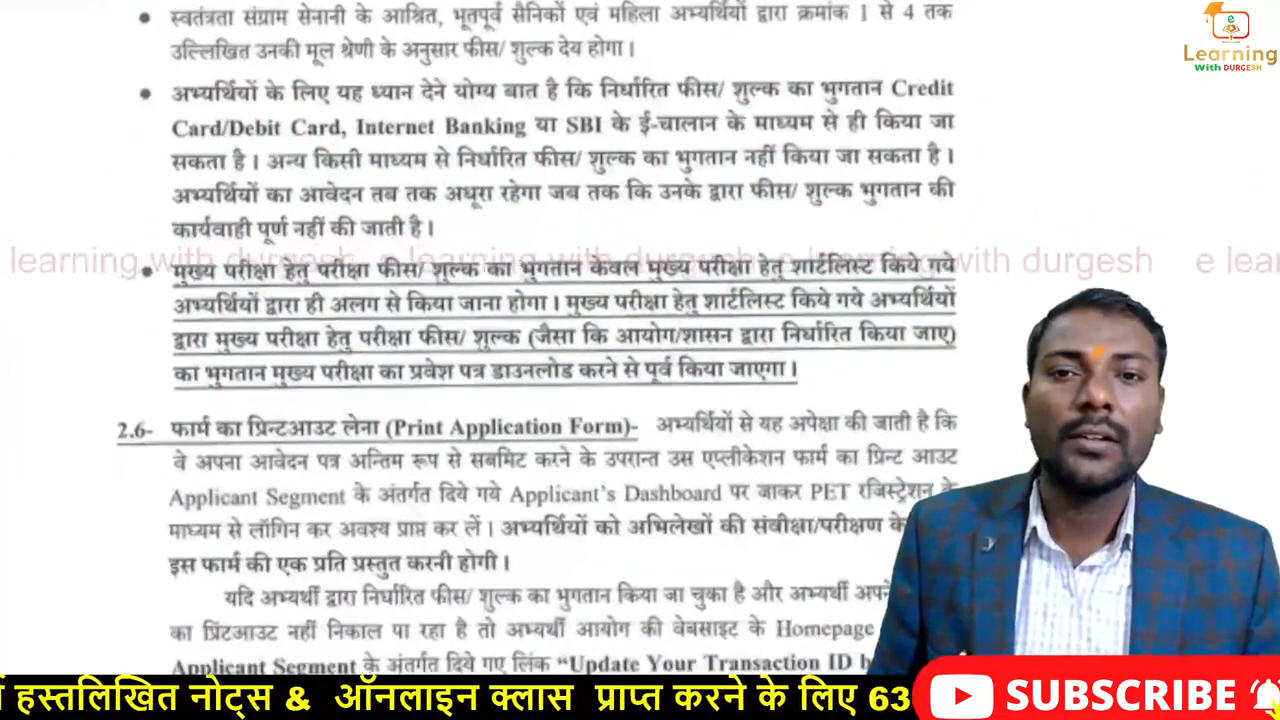 स्वतंत्रता संग्राम सेनानी के आश्रित, भूतपूर्व सैनिकों एवं महिला अभ्यर्थियों द्वारा क्रमांक 1 से 4 तक
उल्लिखित उनकी मूल श्रेणी के अनुसार फीस/ शुल्क देय होगा।
अभ्यर्थियों के लिए यह ध्यान देने योग्य बात है कि निर्धारित फीस/ शुल्क का भुगतान Credit
Card/Debit Card, Internet Banking या SBI के ई-चालान के माध्यम से ही किया जा
सकता है। अन्य किसी माध्यम से निर्धारित फीस/ शुल्क का भुगतान नहीं किया जा सकता है।
अभ्यर्थियों का आवेदन तब तक अधूरा रहेगा जब तक कि उनके द्वारा फीस/ शुल्क भुगतान की
कार्यवाही पूर्ण नहीं की जाती है।
मुख्य परीक्षा हेतु परीक्षा फीस/ शुल्क का भुगतान केवल मुख्य परीक्षा हेतु शार्टलिस्ट किये गये
अभ्यर्थियों द्वारा ही अलग से किया जाना होगा। मुख्य परीक्षा हेतु शार्टलिस्ट किये गये अभ्यर्थियों
द्वारा मुख्य परीक्षा हेतु परीक्षा फीस/ शुल्क (जैसा कि आयोग/शासन द्वारा निर्धारित किया जाए)
का भुगतान मुख्य परीक्षा का प्रवेश पत्र डाउनलोड करने से पूर्व किया जाएगा।
2.6- फार्म का प्रिन्टआउट लेना (Print Application Form)- अभ्यर्थियों से यह अपेक्षा की जाती है कि
वे अपना आवेदन पत्र अन्तिम रूप से सबमिट करने के उपरान्त उस एप्लीकेशन फार्म का प्रिन्ट आउट
Applicant Segment के अंतर्गत दिये गये Applicant's Dashboard पर जाकर PET रजिस्ट्रेशन के
माध्यम से लॉगिन कर अवश्य प्राप्त कर लें। अभ्यर्थियों को अभिलेखों की संवीक्षा/परीक्षण के
इस फार्म की एक प्रति प्रस्तुत करनी होगी।
यदि अभ्यर्थी द्वारा निर्धारित फीस/ शुल्क का भुगतान किया जा चुका है और अभ्यर्थी अपने
का प्रिंटआउट नहीं निकाल पा रहा है तो अभ्यर्थी आयोग की वेबसाइट के Homepage
Applicant Segment के अंतर्गत दिये गए लिंक "Update Your Transaction ID
learning with durgesh e learning with durgesh e lear
e
Learning
With DURGESH
हस्तलिखित नोट्स & ऑनलाइन क्लास प्राप्त करने के लिए 63
SUBSCRIBE